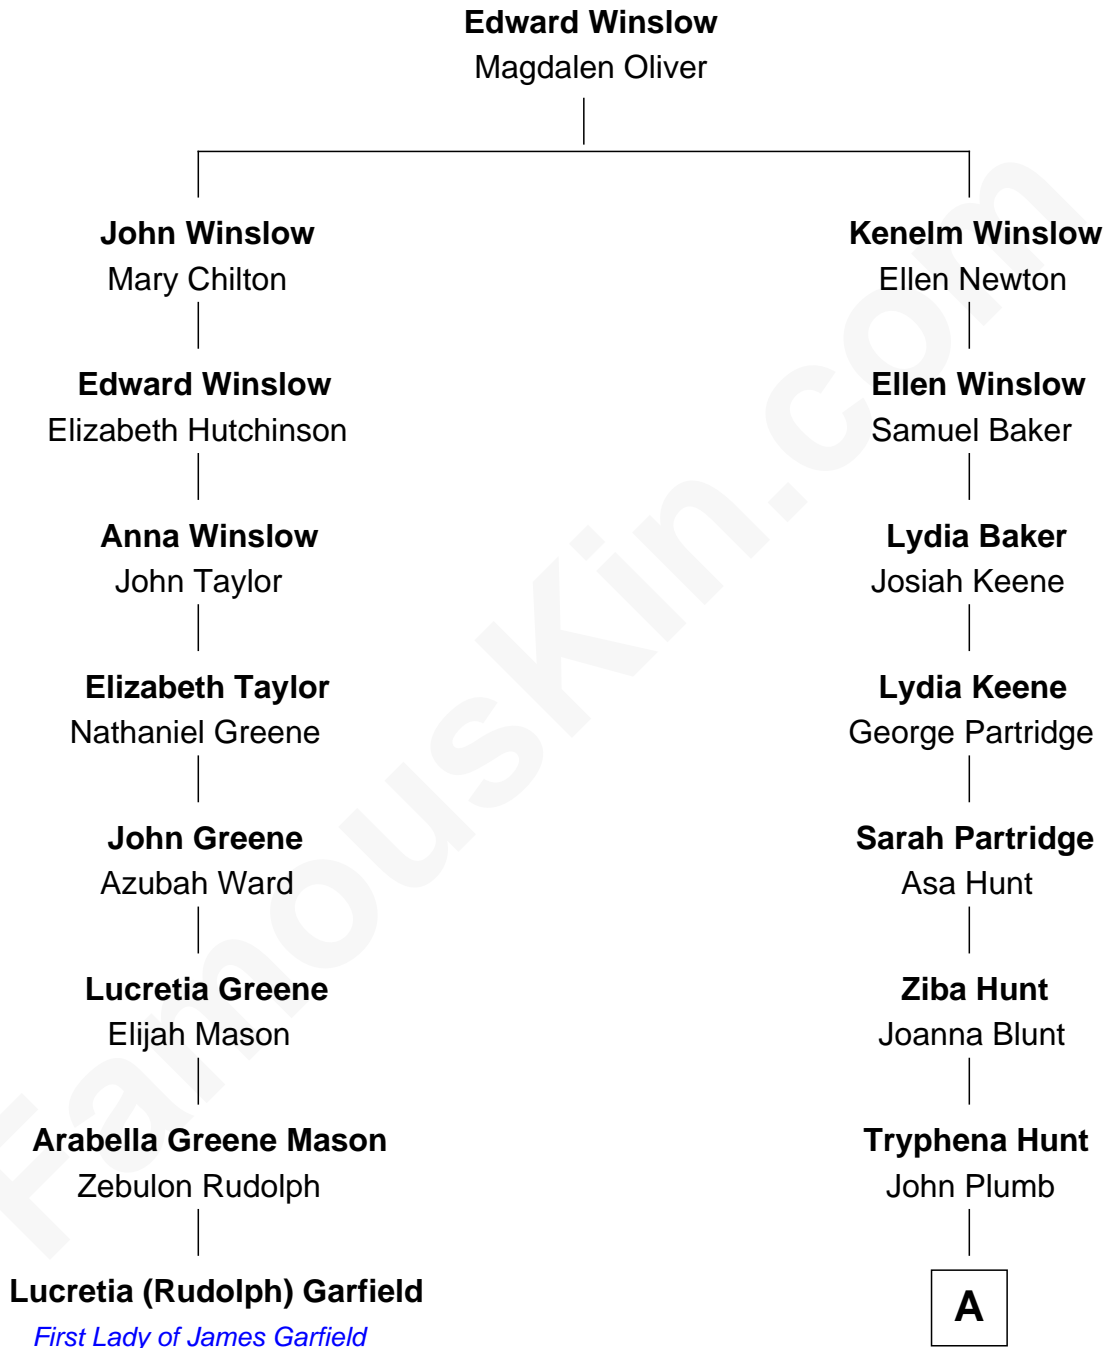 Edward Winslow
Magdalen Oliver
John Winslow
Mary Chilton
Kenelm Winslow
Ellen Newton
Edward Winslow
Elizabeth Hutchinson
Ellen Winslow
Samuel Baker
Anna Winslow
John Taylor
Lydia Baker
Josiah Keene
Elizabeth Taylor
Nathaniel Greene
Lydia Keene
George Partridge
John Greene
Azubah Ward
Sarah Partridge
Asa Hunt
Lucretia Greene
Elijah Mason
Ziba Hunt
Joanna Blunt
Arabella Greene Mason
Zebulon Rudolph
Tryphena Hunt
John Plumb
Lucretia (Rudolph) Garfield
First Lady of James Garfield
A
FamousKin.com